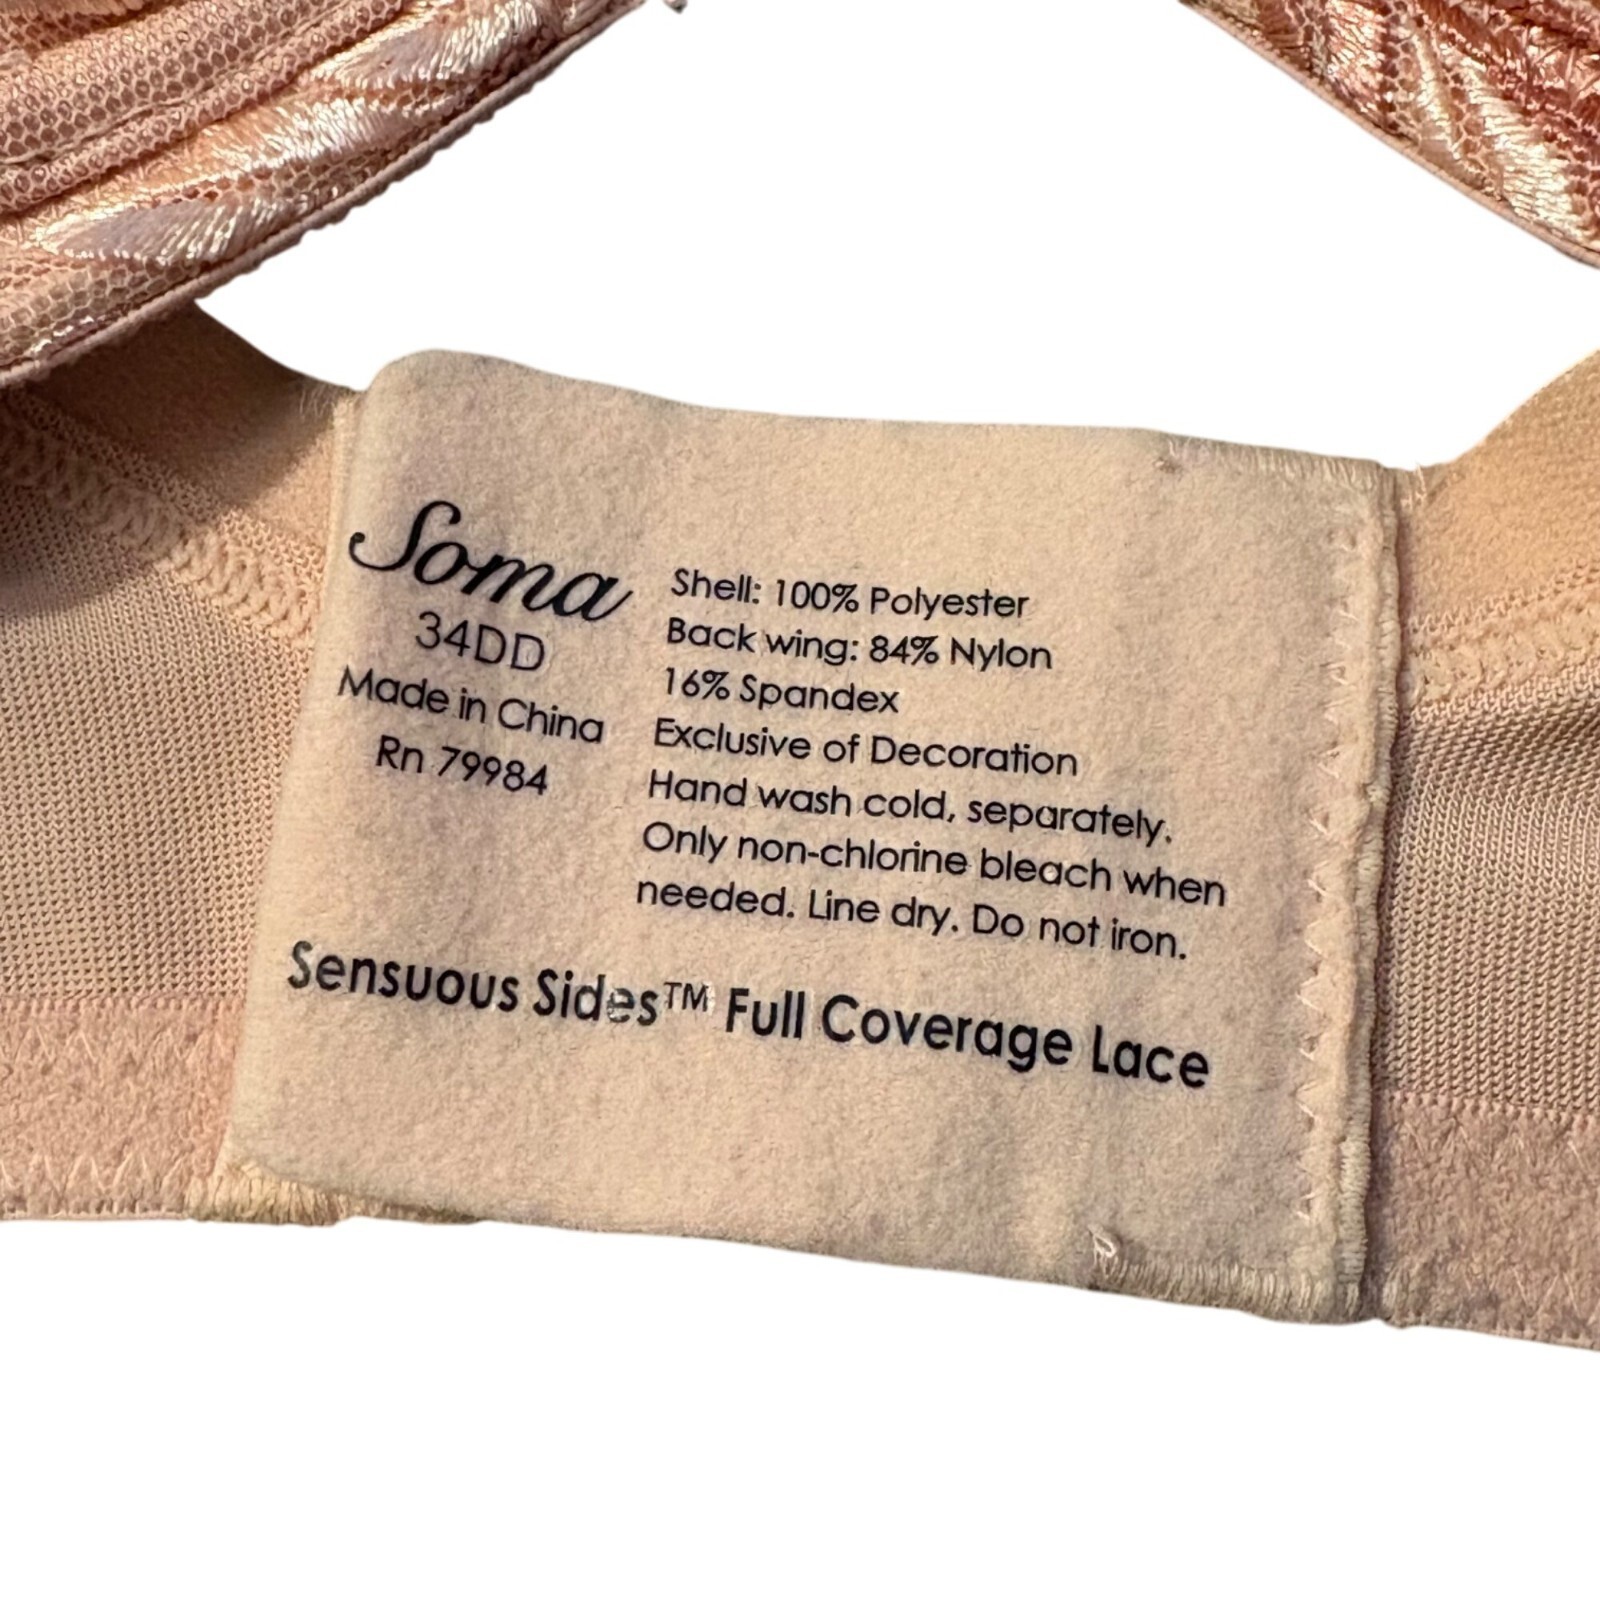 Soma
34DD
Made in China
Rn 79984
Shell: 100% Polyester
Back wing: 84% Nylon
16% Spandex
Exclusive of Decoration
Hand wash cold, separately.
Only non-chlorine bleach when
needed. Line dry. Do not iron.
Sensuous Sides™ Full Coverage Lace